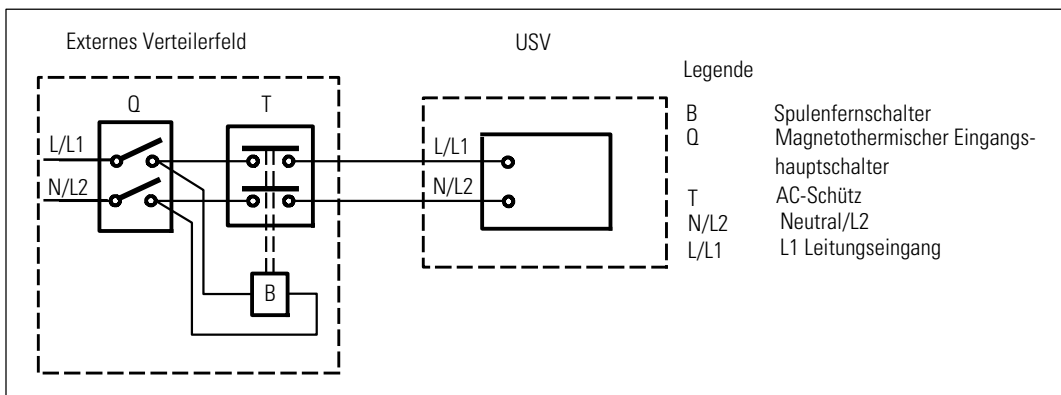 Externes Verteilerfeld
USV
Legende
Q
T
B Spulenfernschalter
Q Magnetothermischer Eingangs-
hauptschalter
T AC-Schütz
N/L2 Neutral/L2
L/L1 L1 Leitungseingang
L/L1
N/L2
L/L1
N/L2
B